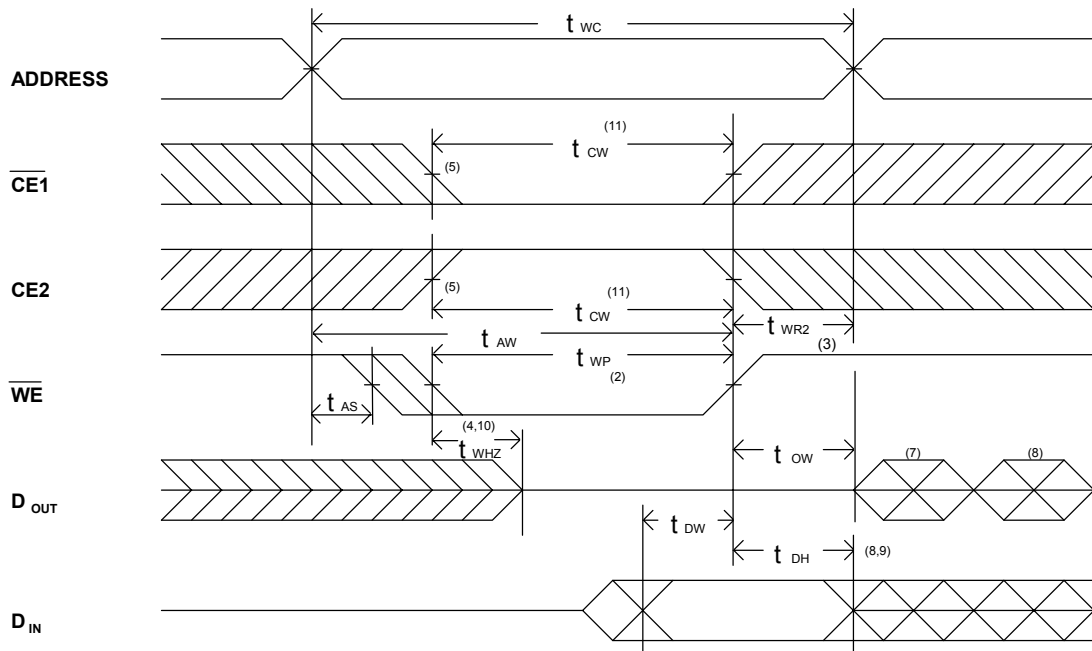 t WC
ADDRESS
(11)
t CW
CE1
(5)
CE2
(5)
(11)
t CW
t WR2
t AW
t WP
(3)
(2)
WE
t AS
(4,10)
t WHZ
t OW
(7)
(8)
D OUT
t DW
t DH
(8,9)
D IN